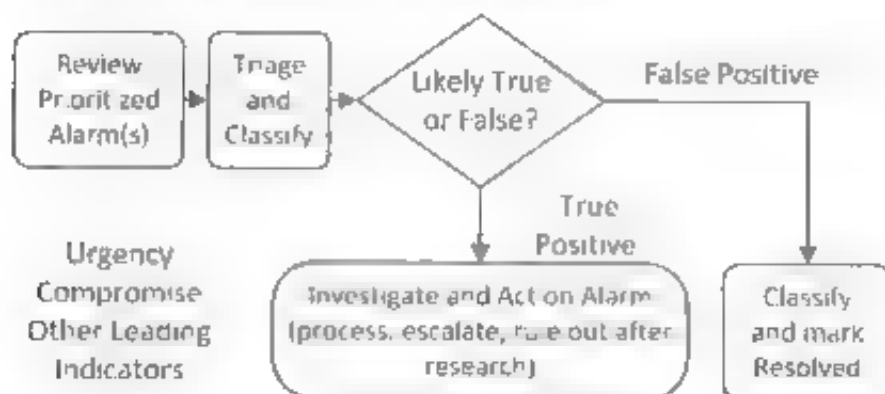 Review
Prioritized
Alarm(s)
Triage
and
Classify
Likely True
or False?
False Positive
True
Positive
Urgency
Compromise
Other Leading
Indicators
Investigate and Act on Alarm
(process, escalate, rule out after
research)
Classify
and mark
Resolved